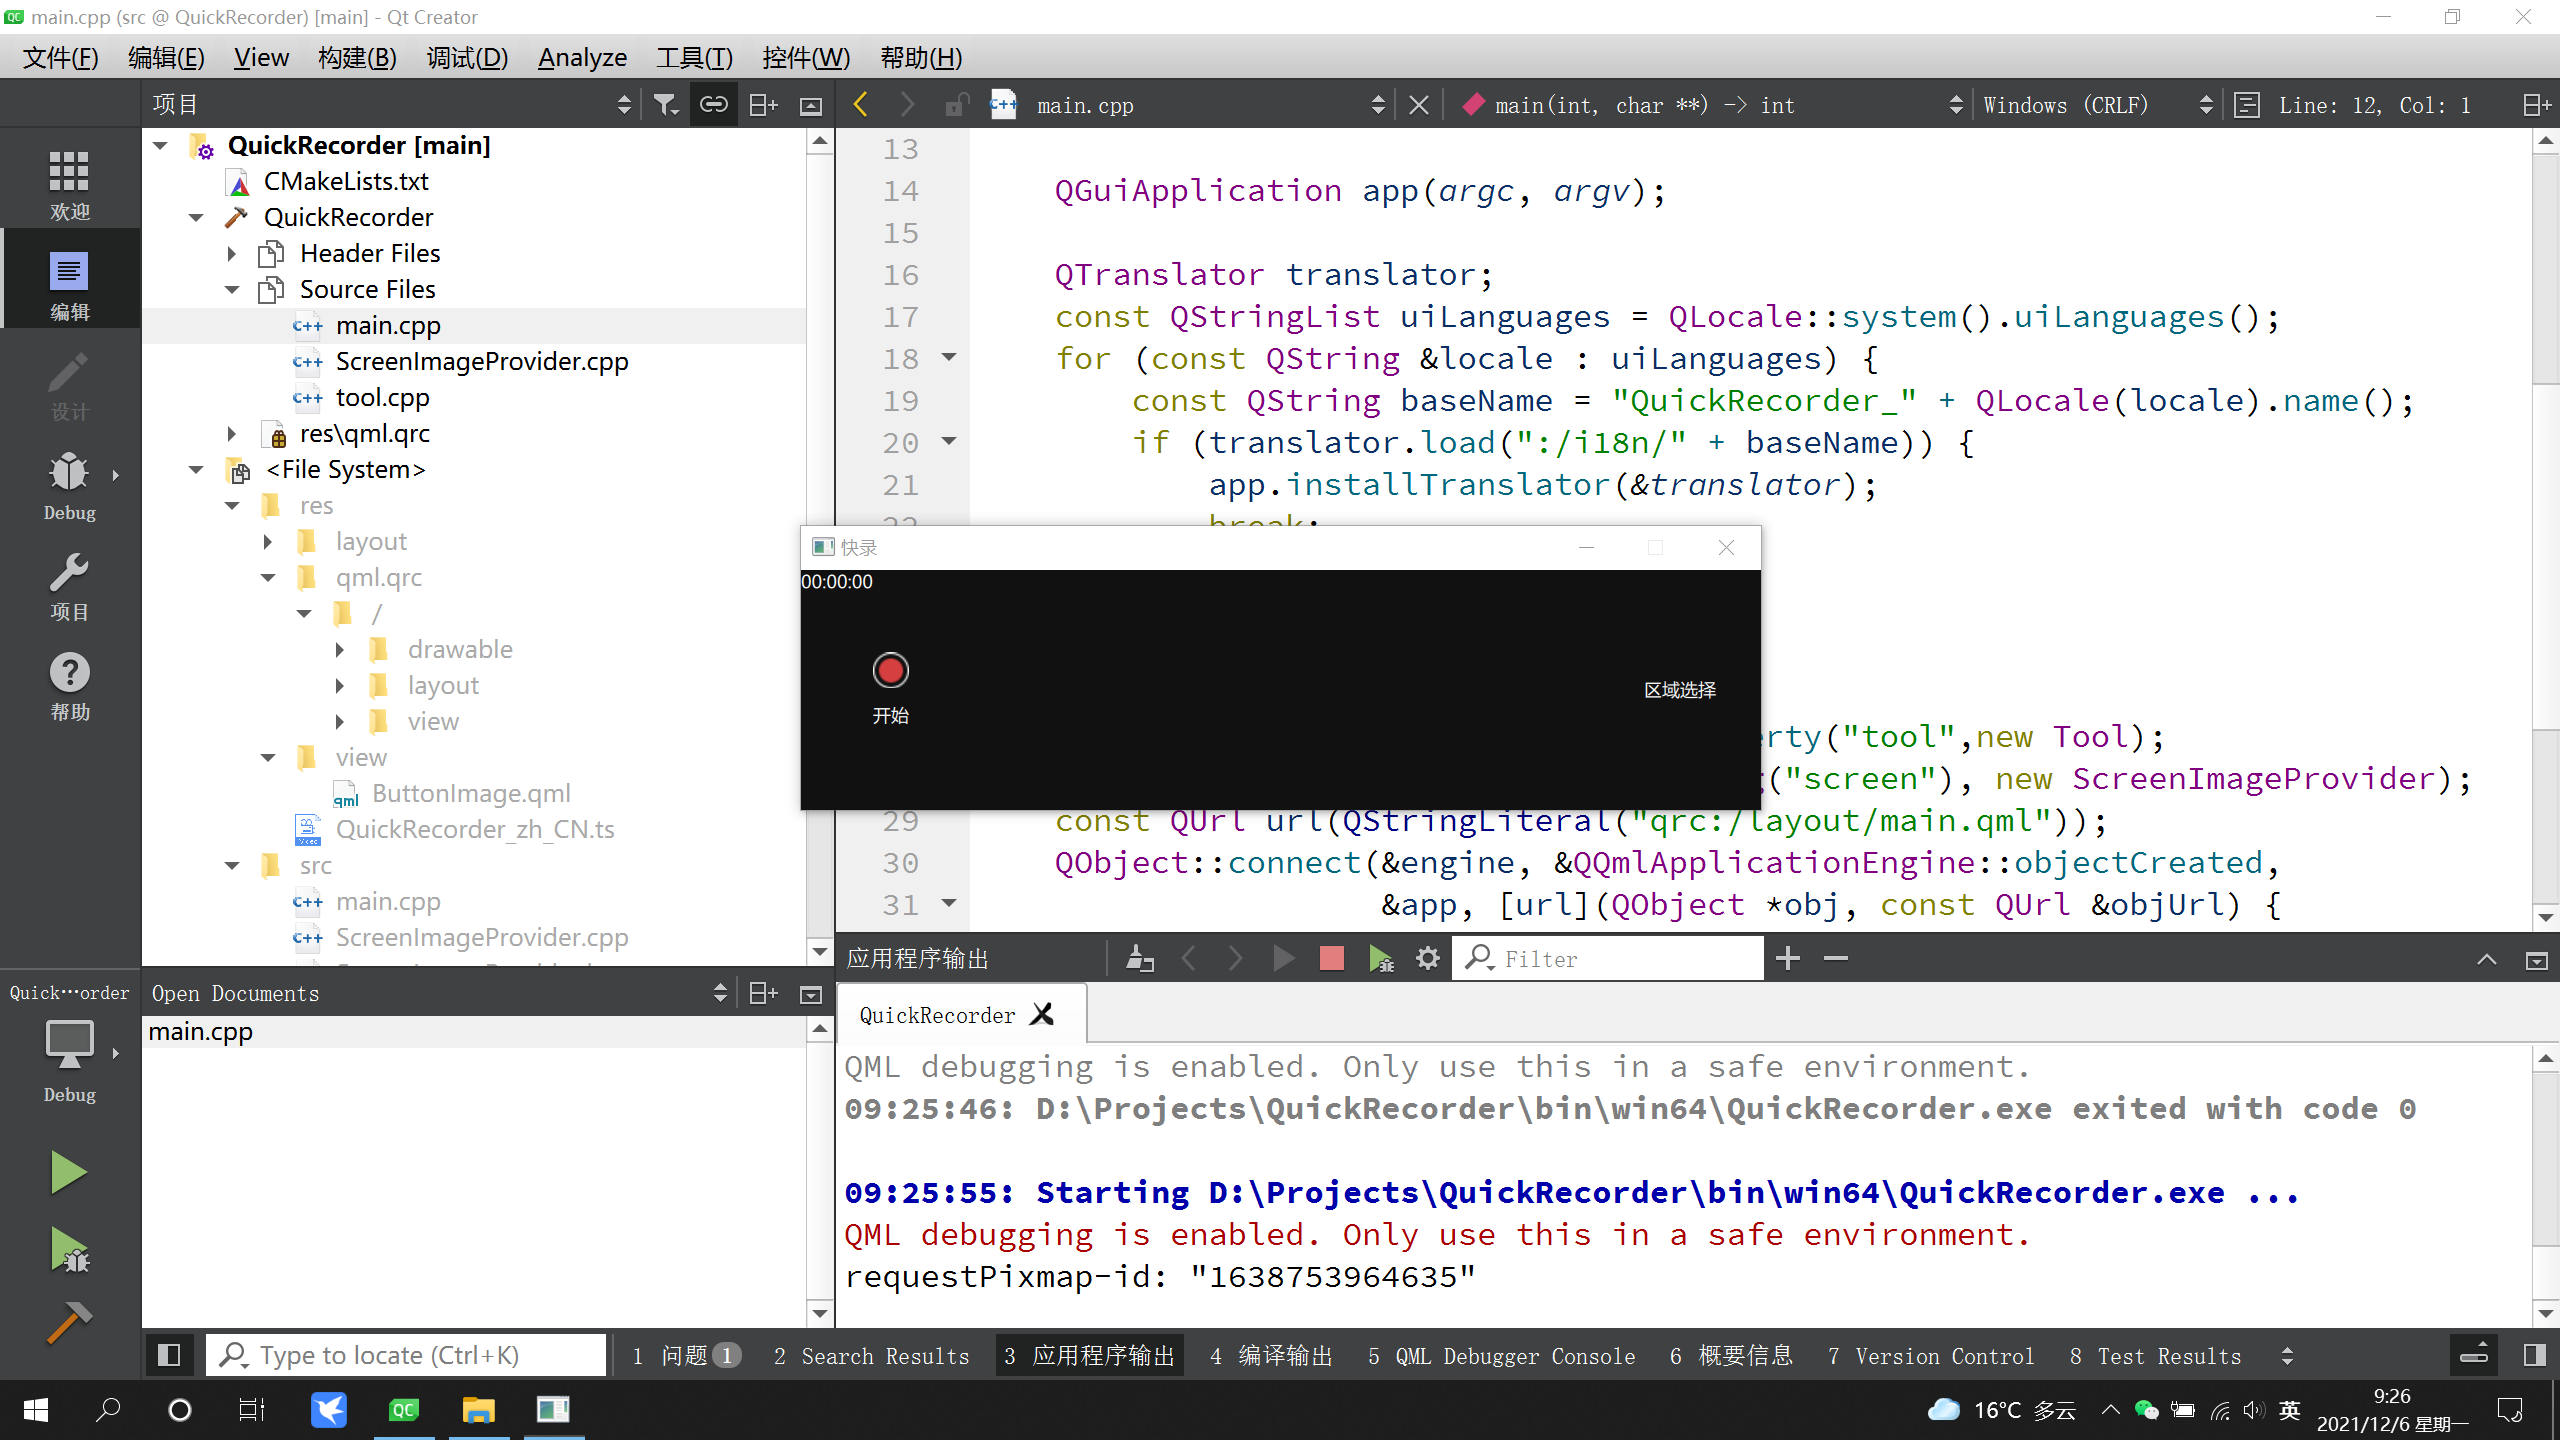 main.cpp (src @ QuickRecorder) [main] - Qt Creator
文件(F) 编辑(E) View 构建(B) 调试(D) Analyze 工具(T) 控件(W) 帮助(H)
项目
main.cpp
main(int, char **) -> int
Windows (CRLF)
Line: 12, Col: 1
欢迎
编辑
设计
Debug
项目
帮助
QuickRecorder [main]
CMakeLists.txt
QuickRecorder
Header Files
Source Files
main.cpp
ScreenImageProvider.cpp
tool.cpp
res\qml.qrc
<File System>
res
layout
qml.qrc
/
drawable
layout
view
view
ButtonImage.qml
QuickRecorder_zh_CN.ts
src
main.cpp
ScreenImageProvider.cpp
13
14 QGuiApplication app(argc, argv);
15
16 QTranslator translator;
17 const QStringList uiLanguages = QLocale::system().uiLanguages();
18 for (const QString &locale : uiLanguages) {
19 const QString baseName = "QuickRecorder_" + QLocale(locale).name();
20 if (translator.load(":/i18n/" + baseName)) {
21 app.installTranslator(&translator);
22 break;
快录
00:00:00
开始
区域选择
erty("tool",new Tool);
("screen"), new ScreenImageProvider);
29 const QUrl url(QStringLiteral("qrc:/layout/main.qml"));
30 QObject::connect(&engine, &QQmlApplicationEngine::objectCreated,
31 &app, [url](QObject *obj, const QUrl &objUrl) {
应用程序输出
Filter
QuickRecorder
QML debugging is enabled. Only use this in a safe environment.
09:25:46: D:\Projects\QuickRecorder\bin\win64\QuickRecorder.exe exited with code 0
09:25:55: Starting D:\Projects\QuickRecorder\bin\win64\QuickRecorder.exe ...
QML debugging is enabled. Only use this in a safe environment.
requestPixmap-id: "1638753964635"
Quick…order
Debug
Open Documents
main.cpp
Type to locate (Ctrl+K)
1 问题 1
2 Search Results
3 应用程序输出
4 编译输出
5 QML Debugger Console
6 概要信息
7 Version Control
8 Test Results
QC
16°C 多云
英
9:26
2021/12/6 星期一